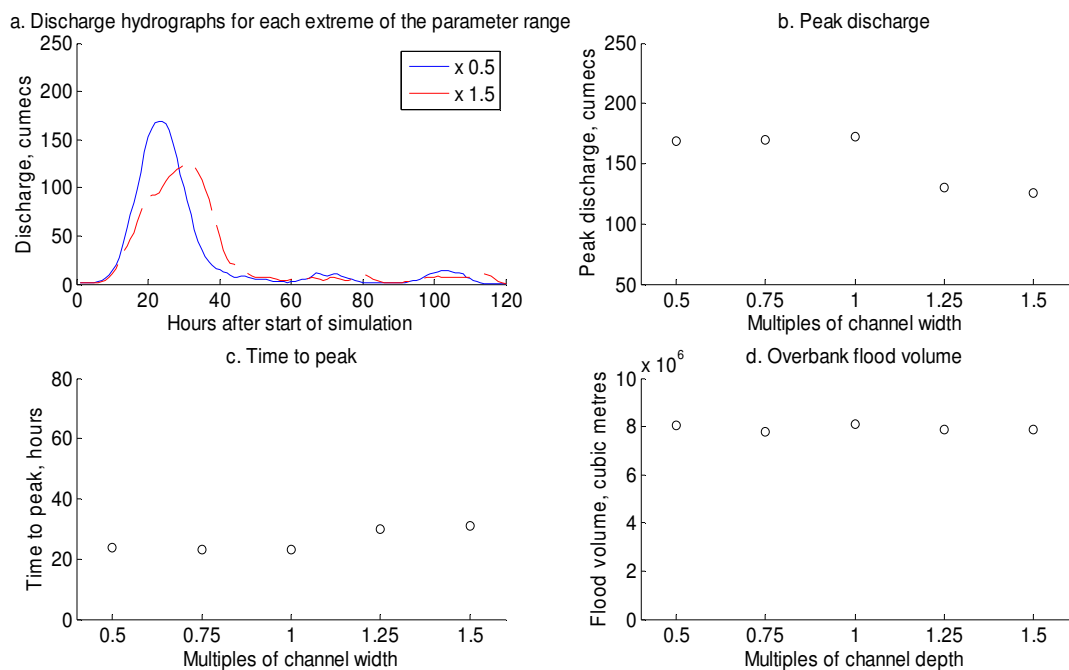 a. Discharge hydrographs for each extreme of the parameter range
250
200
150
100
50
0
Discharge, cumecs
x 0.5
x 1.5
0 20 40 60 80 100 120
Hours after start of simulation
b. Peak discharge
250
200
150
100
50
Peak discharge, cumecs
0.5 0.75 1 1.25 1.5
Multiples of channel width
c. Time to peak
80
60
40
20
0
Time to peak, hours
0.5 0.75 1 1.25 1.5
Multiples of channel width
d. Overbank flood volume
x 10^6
10
8
6
4
2
0
Flood volume, cubic metres
0.5 0.75 1 1.25 1.5
Multiples of channel depth